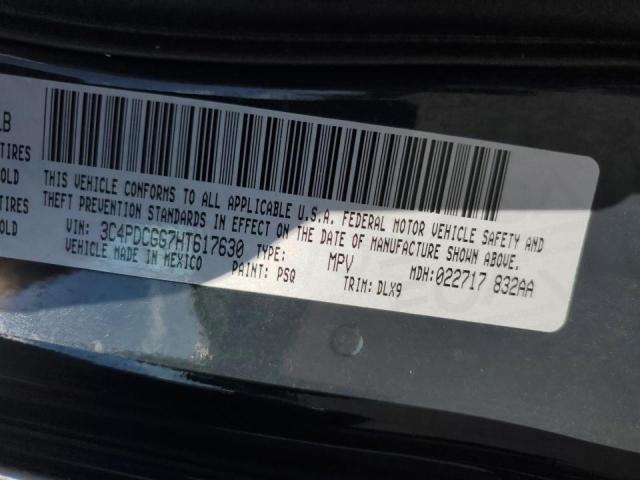 LB
TIRES
OLD
TIRES
OLD
THIS VEHICLE CONFORMS TO ALL APPLICABLE U.S.A. FEDERAL MOTOR VEHICLE SAFETY AND
THEFT PREVENTION STANDARDS IN EFFECT ON THE DATE OF MANUFACTURE SHOWN ABOVE.
VIN: 3C4PDCGG7HT617630 TYPE: MPV MDH:022717 832AA
VEHICLE MADE IN MEXICO PAINT: PSQ TRIM: DLX9